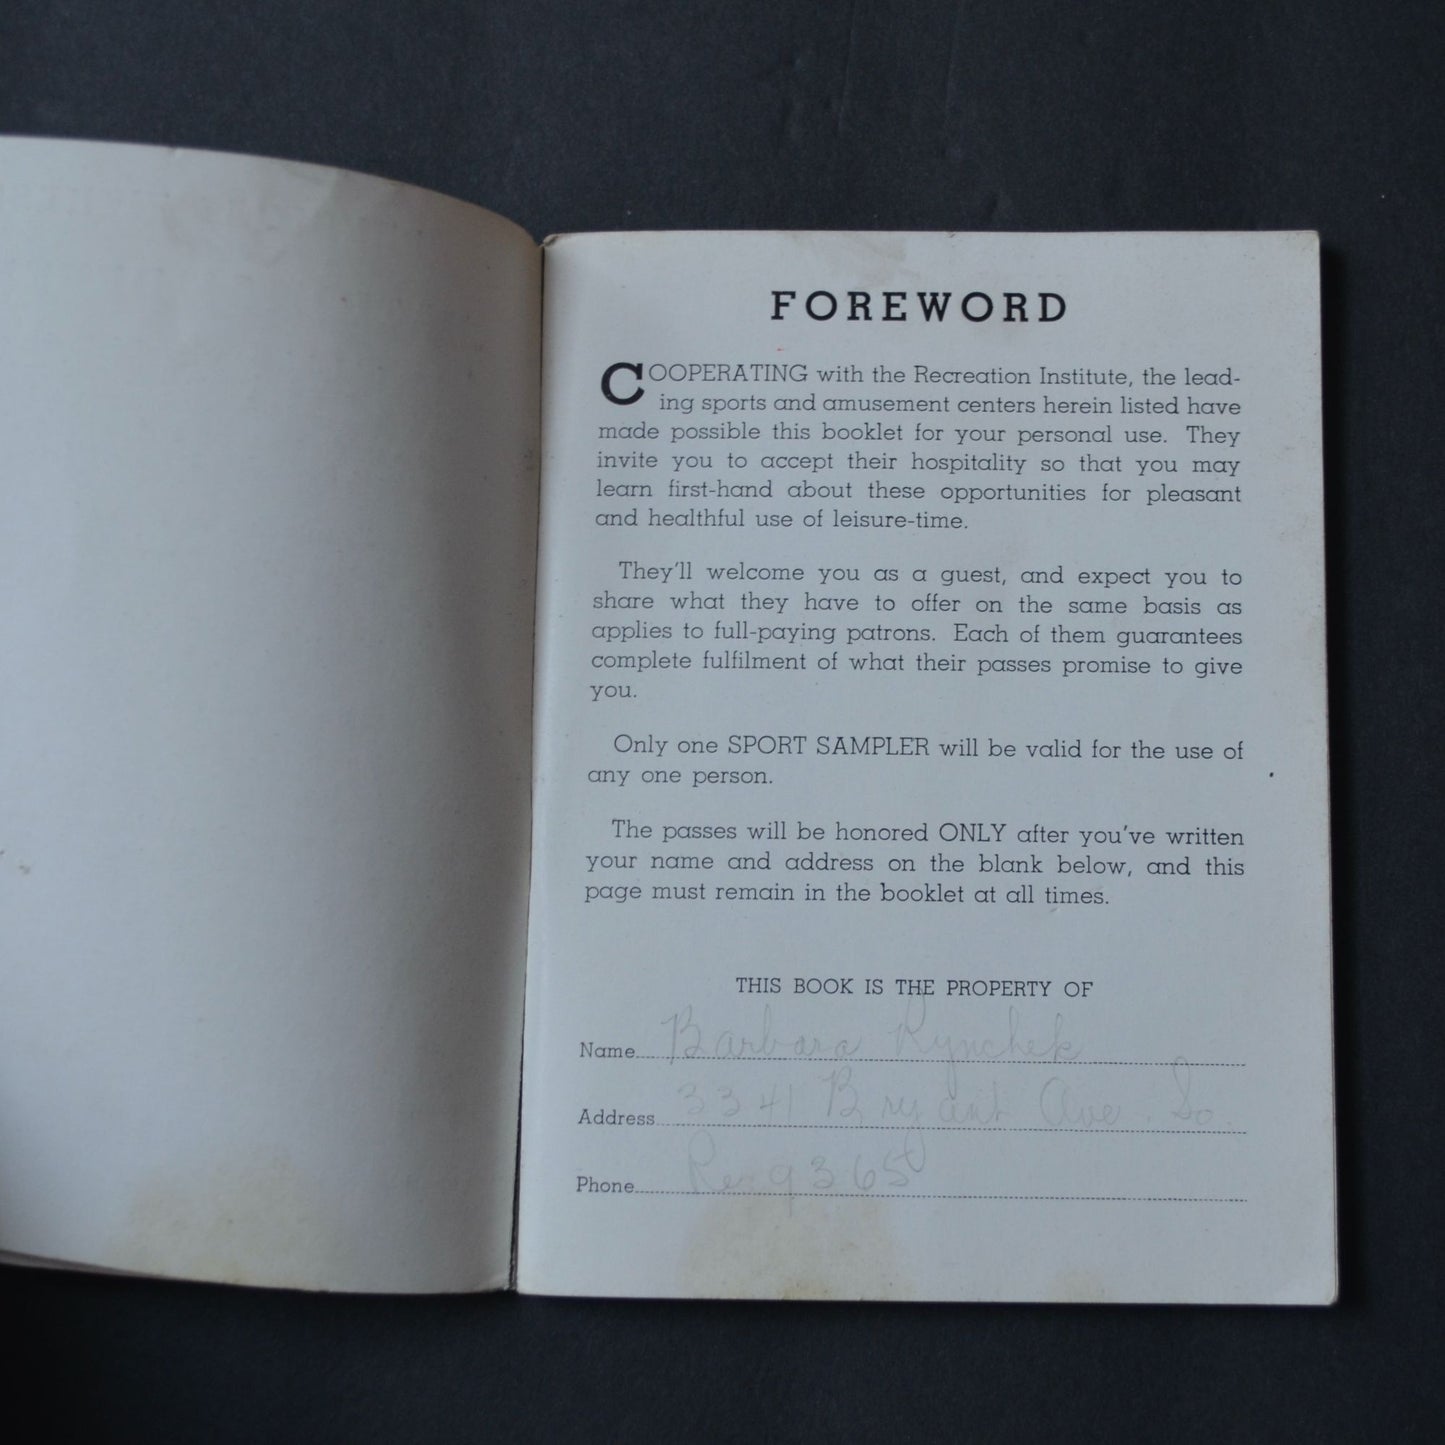 FOREWORD
COOPERATING with the Recreation Institute, the lead-
ing sports and amusement centers herein listed have
made possible this booklet for your personal use. They
invite you to accept their hospitality so that you may
learn first-hand about these opportunities for pleasant
and healthful use of leisure-time.
They'll welcome you as a guest, and expect you to
share what they have to offer on the same basis as
applies to full-paying patrons. Each of them guarantees
complete fulfilment of what their passes promise to give
you.
Only one SPORT SAMPLER will be valid for the use of
any one person.
The passes will be honored ONLY after you've written
your name and address on the blank below, and this
page must remain in the booklet at all times.
THIS BOOK IS THE PROPERTY OF
Name Barbara Rynchek
Address 3341 Bryant Ave. So.
Phone Re 9365